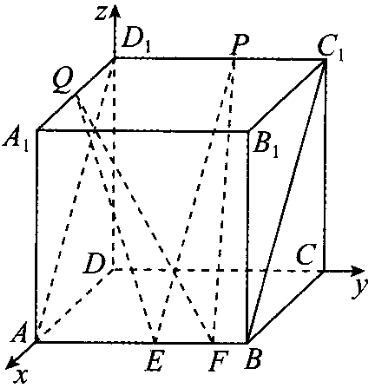 z
D₁ P C₁
Q
A₁ B₁
D C y
A
x E F B